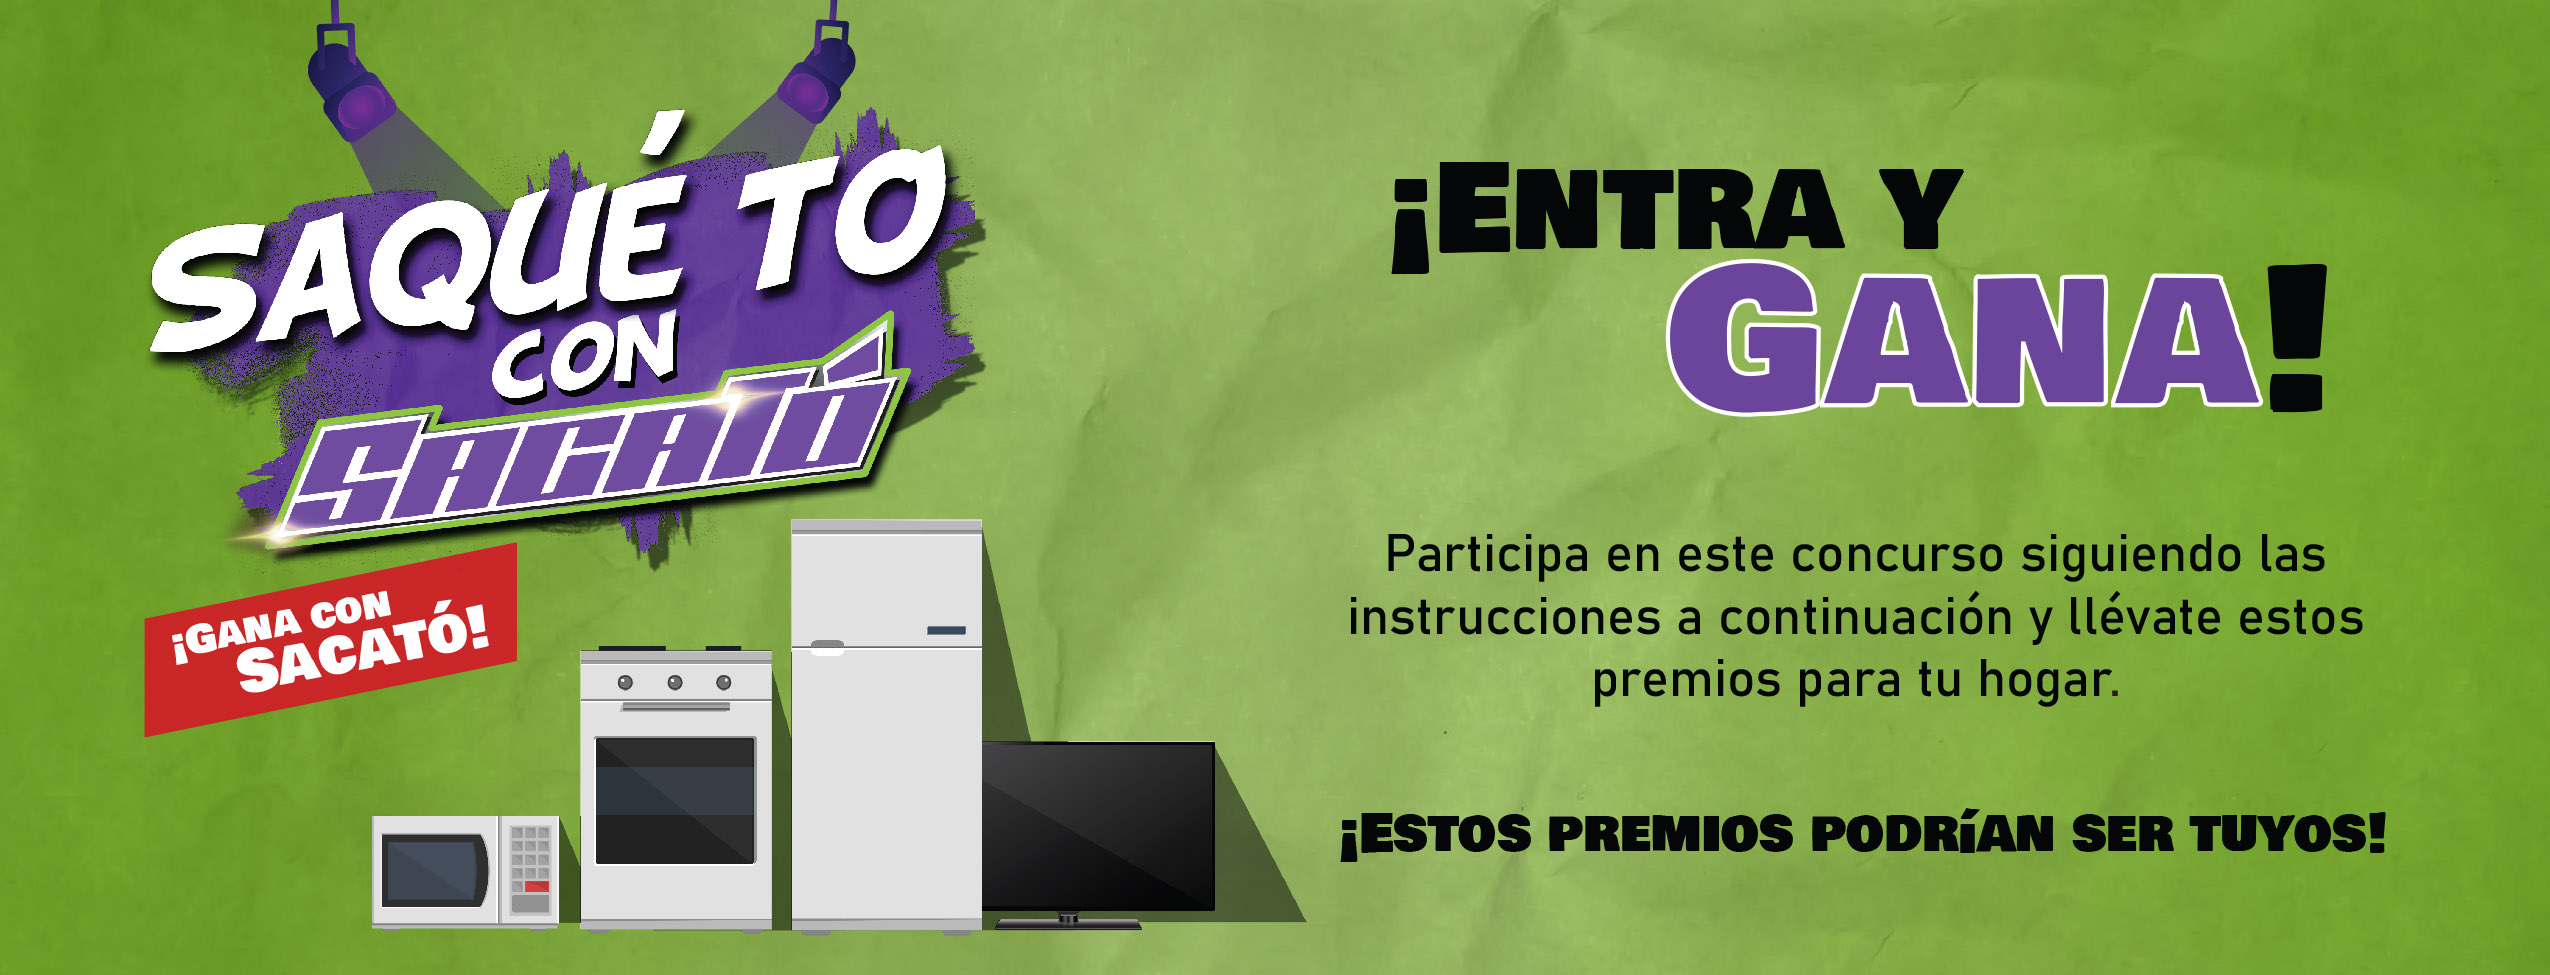 SAQUÉ TO
CON
SACATÓ
¡GANA CON
SACATÓ!
¡ENTRA Y
GANA!
Participa en este concurso siguiendo las
instrucciones a continuación y llévate estos
premios para tu hogar.
¡ESTOS PREMIOS PODRÍAN SER TUYOS!